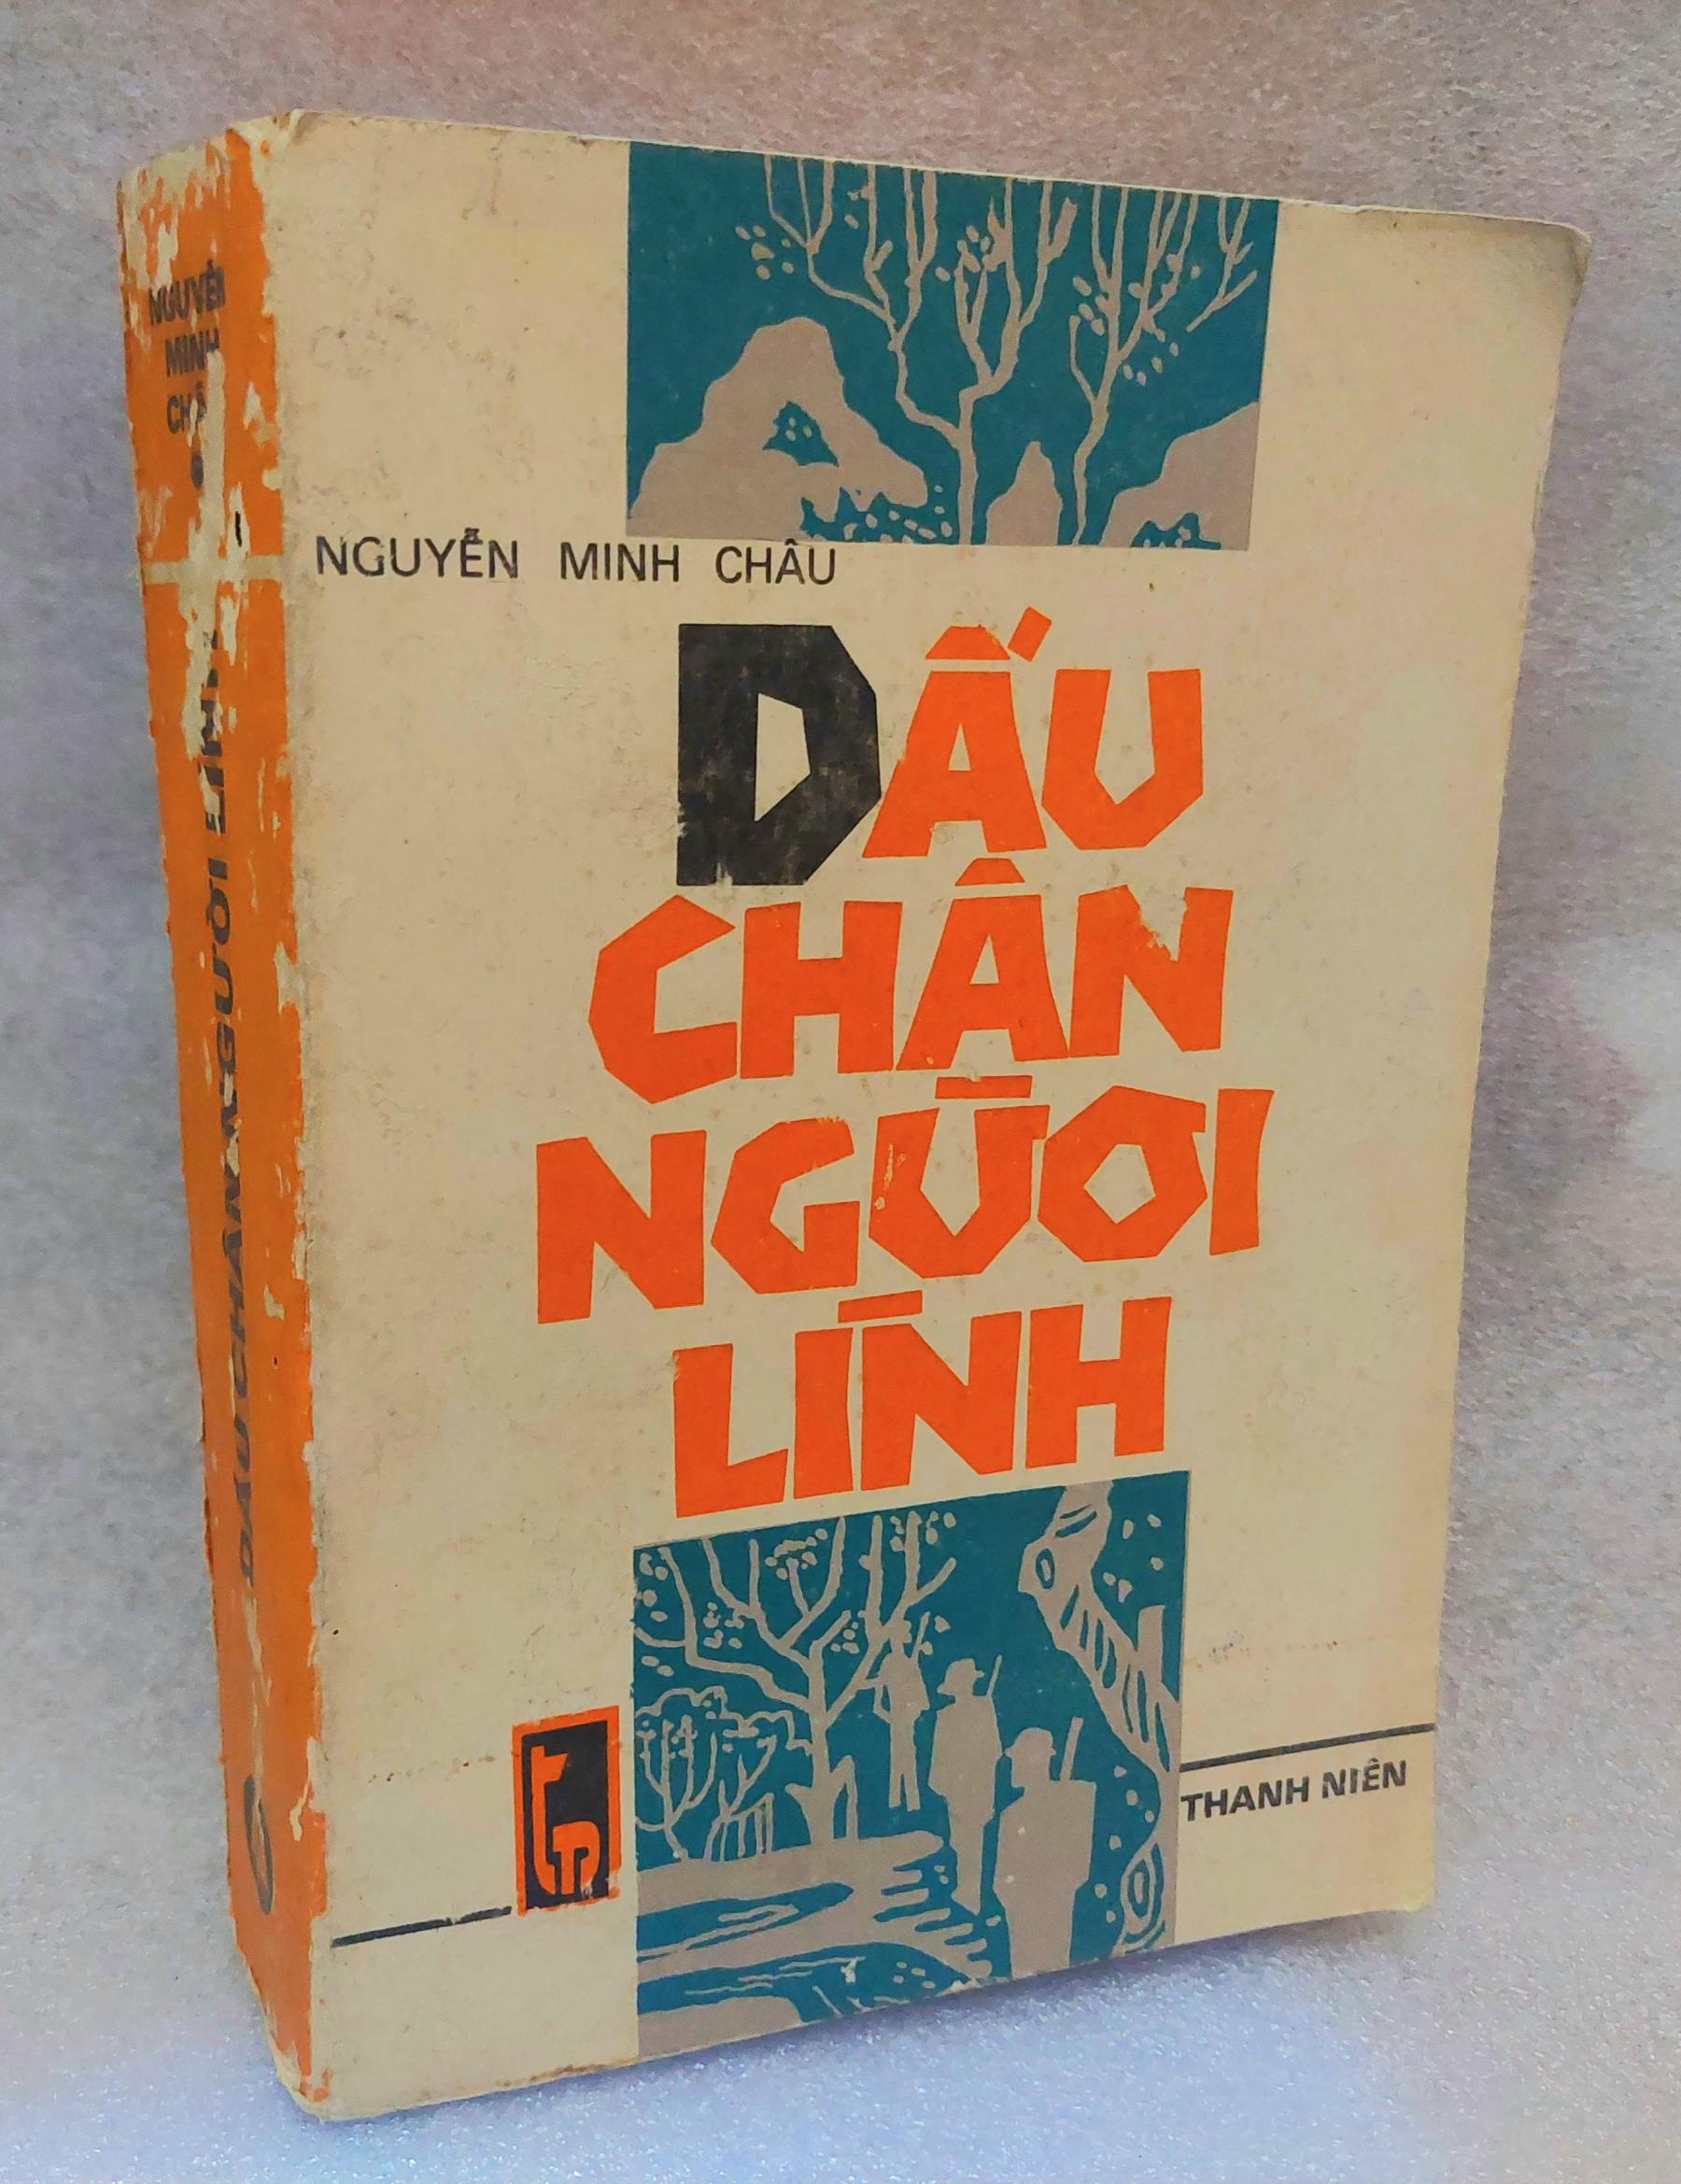 NGUYỄN
MINH
NGUYỄN MINH CHÂU
DẤU
CHÂN
NGƯỜI
LÍNH
DẤU CHÂN NGƯỜI LÍNH
THANH NIÊN